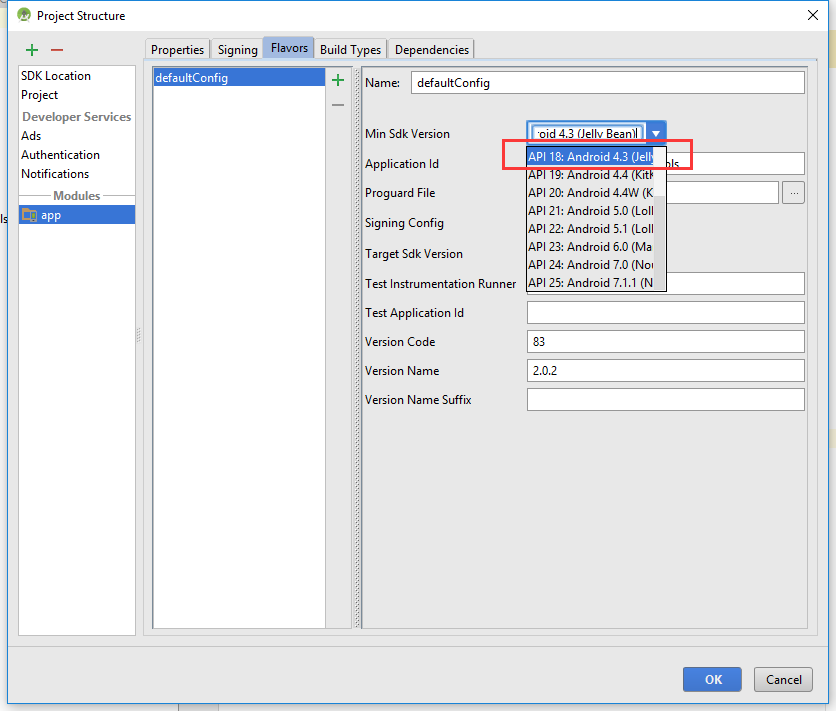 Project Structure
Properties
Signing
Flavors
Build Types
Dependencies
SDK Location
Project
Developer Services
Ads
Authentication
Notifications
Modules
app
defaultConfig
Name:
defaultConfig
Min Sdk Version
oid 4.3 (Jelly Bean)
API 18: Android 4.3 (Jelly
API 19: Android 4.4 (KitK
API 20: Android 4.4W (K
API 21: Android 5.0 (Loll
API 22: Android 5.1 (Loll
API 23: Android 6.0 (Ma
API 24: Android 7.0 (Nou
API 25: Android 7.1.1 (N
Application Id
ols
Proguard File
...
Signing Config
Target Sdk Version
Test Instrumentation Runner
Test Application Id
Version Code
83
Version Name
2.0.2
Version Name Suffix
OK
Cancel
ls